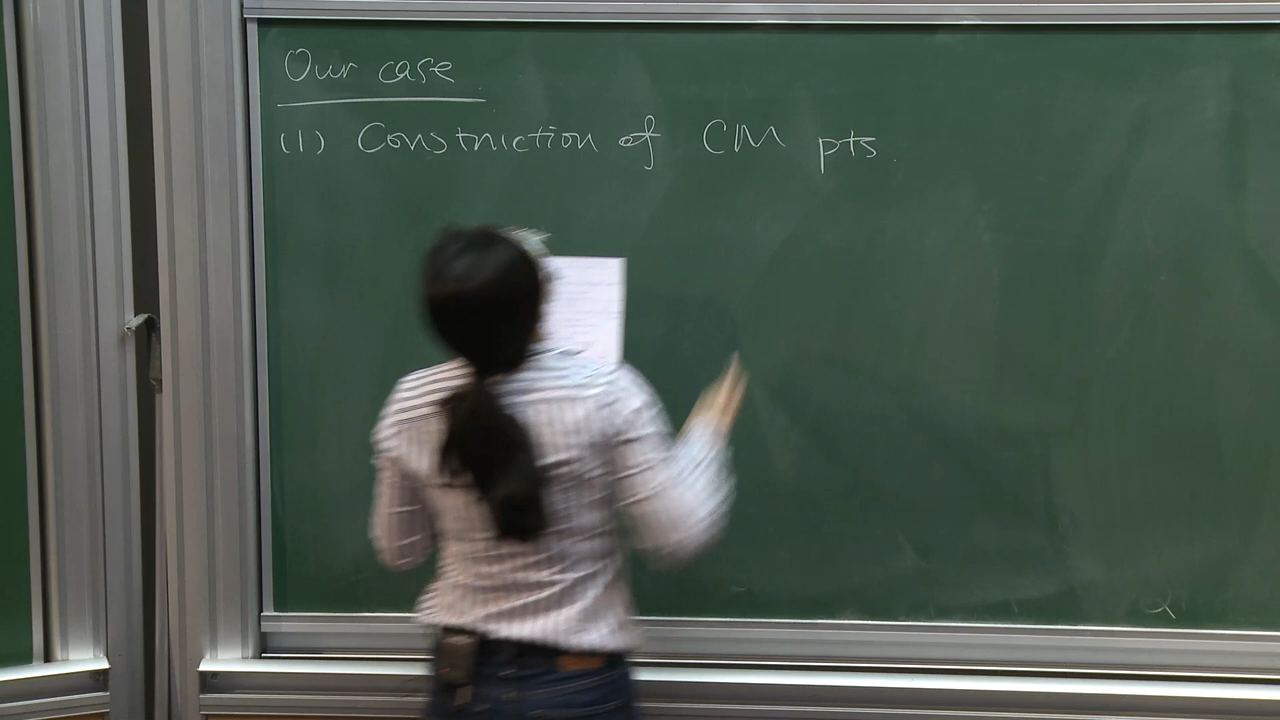 Our case
(1) Construction of CM pts.